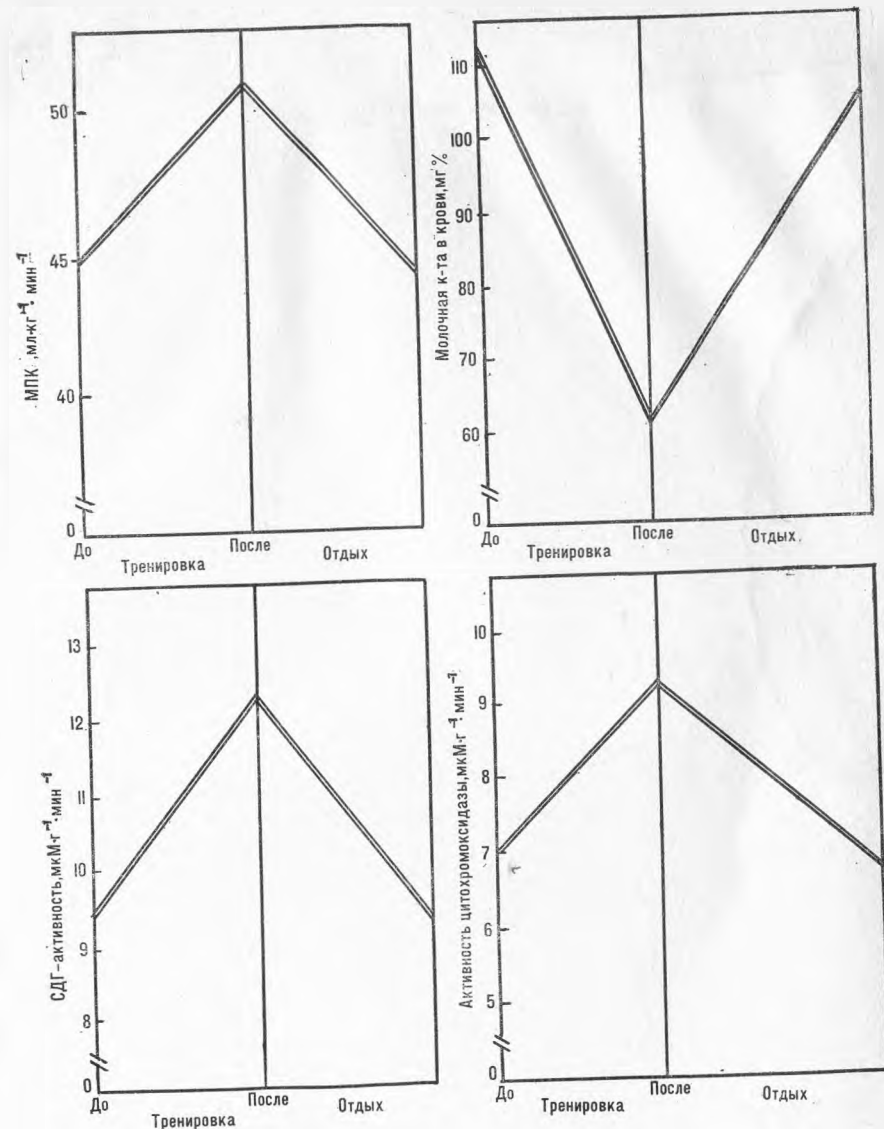 МПК, мл·кг⁻¹·мин⁻¹
50
45
40
0
До
Тренировка
После
Отдых
Молочная к-та в крови, мг %
110
100
90
80
70
60
0
До
Тренировка
После
Отдых
СДГ-активность, мкМ·г⁻¹·мин⁻¹
13
12
11
10
9
8
0
До
Тренировка
После
Отдых
Активность цитохромоксидазы, мкМ·г⁻¹·мин⁻¹
10
9
8
7
6
5
0
До
Тренировка
После
Отдых